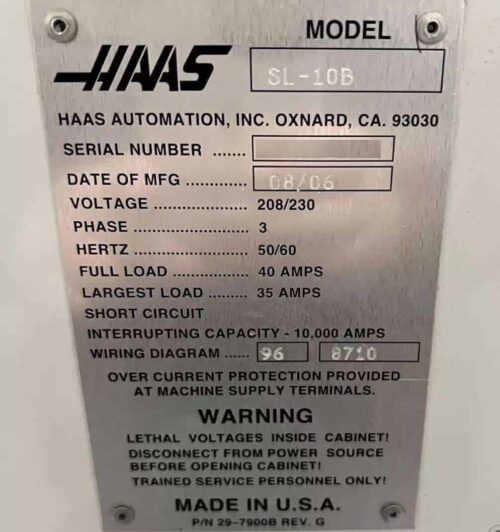 MODEL
HAAS SL-10B
HAAS AUTOMATION, INC. OXNARD, CA. 93030
SERIAL NUMBER .......
DATE OF MFG ............. 08/06
VOLTAGE .................. 208/230
PHASE ...................... 3
HERTZ ...................... 50/60
FULL LOAD ............... 40 AMPS
LARGEST LOAD ........ 35 AMPS
SHORT CIRCUIT
INTERRUPTING CAPACITY - 10,000 AMPS
WIRING DIAGRAM ...... 96 8710
OVER CURRENT PROTECTION PROVIDED
AT MACHINE SUPPLY TERMINALS.
WARNING
LETHAL VOLTAGES INSIDE CABINET!
DISCONNECT FROM POWER SOURCE
BEFORE OPENING CABINET!
TRAINED SERVICE PERSONNEL ONLY!
MADE IN U.S.A.
P/N 29-7900B REV. G